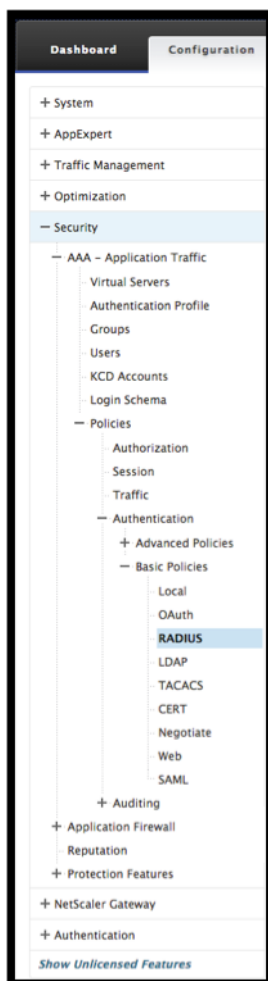 Dashboard Configuration
+ System
+ AppExpert
+ Traffic Management
+ Optimization
− Security
− AAA – Application Traffic
Virtual Servers
Authentication Profile
Groups
Users
KCD Accounts
Login Schema
− Policies
Authorization
Session
Traffic
− Authentication
+ Advanced Policies
− Basic Policies
Local
OAuth
RADIUS
LDAP
TACACS
CERT
Negotiate
Web
SAML
+ Auditing
+ Application Firewall
Reputation
+ Protection Features
+ NetScaler Gateway
+ Authentication
Show Unlicensed Features